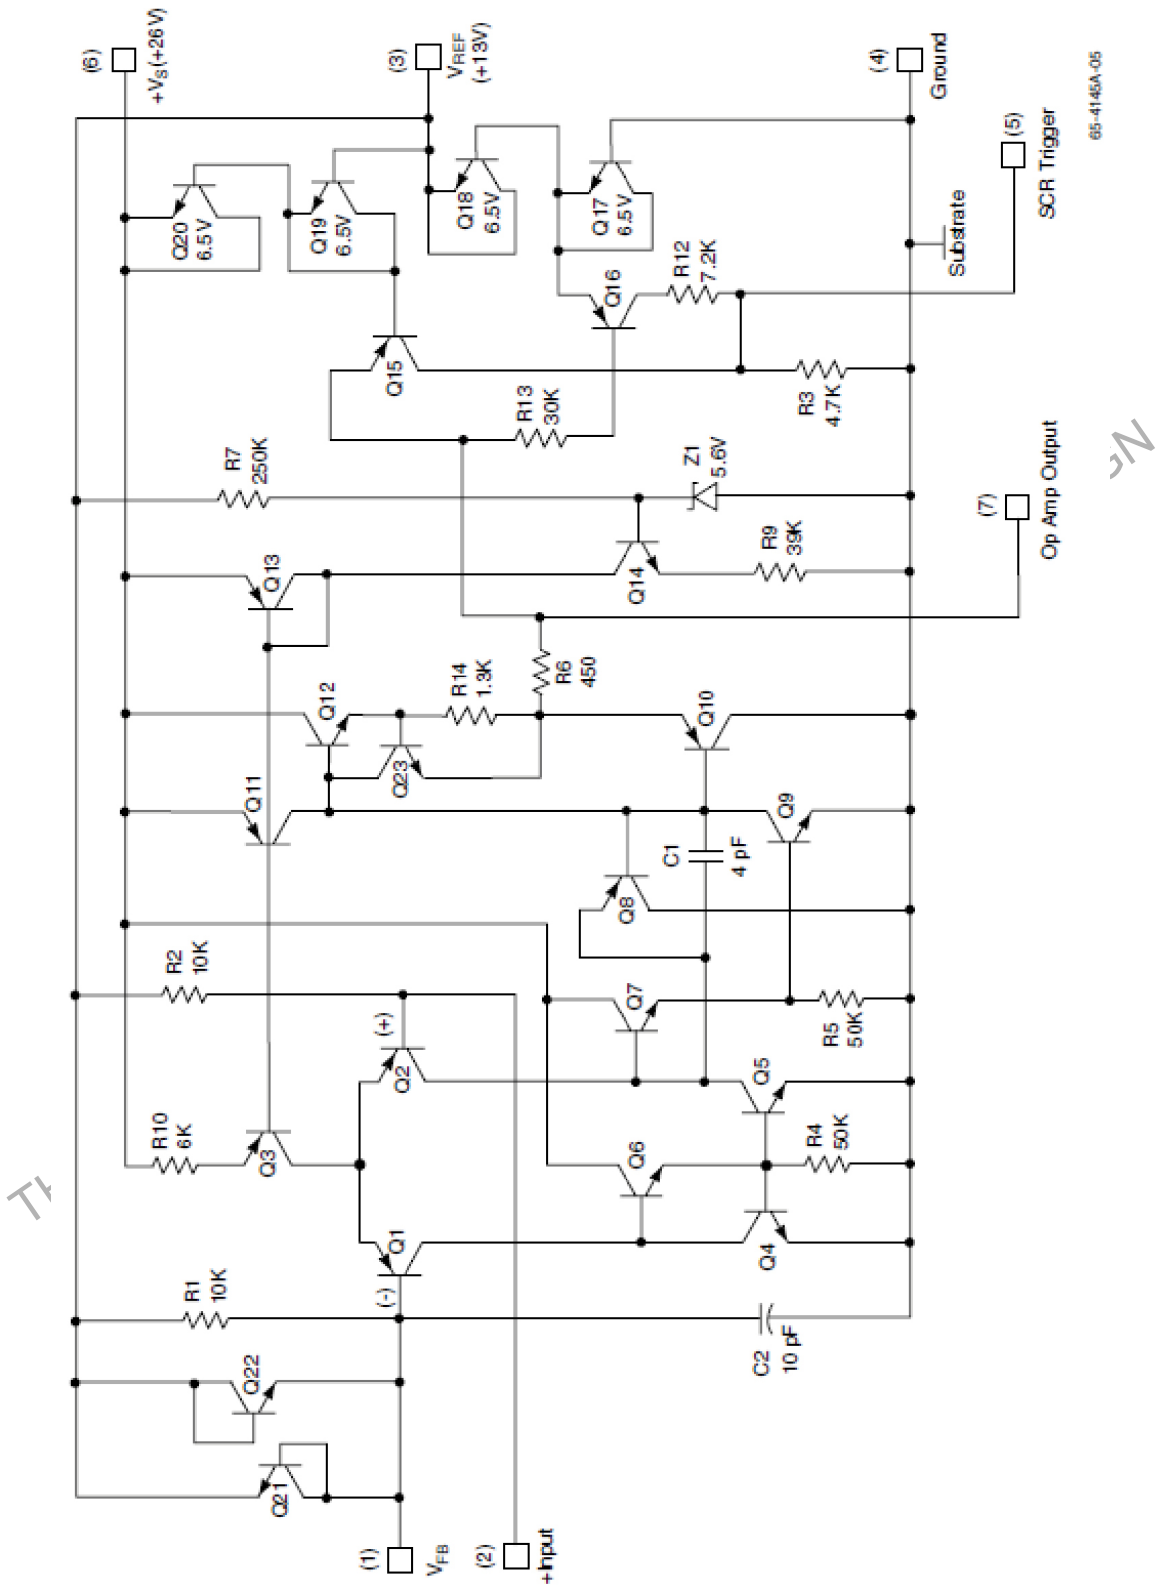 (6)
+VS (+26V)
(3)
VREF
(+13V)
(4)
Ground
65-4145A-05
(5)
SCR Trigger
Substrate
Q20
6.5V
Q19
6.5V
Q18
6.5V
Q17
6.5V
Q16
R12
7.2K
Q15
R13
30K
R3
4.7K
R7
250K
Z1
5.6V
(7)
Op Amp Output
Q13
Q14
R9
39K
Q12
R14
1.3K
R6
450
Q23
Q10
Q11
Q9
C1
4 pF
Q8
R2
10K
(+)
Q2
Q7
R5
50K
Q5
R10
6K
Q3
Q6
R4
50K
Q1
(-)
Q4
R1
10K
C2
10 pF
Q22
Q21
(1)
VFB
(2)
+Input